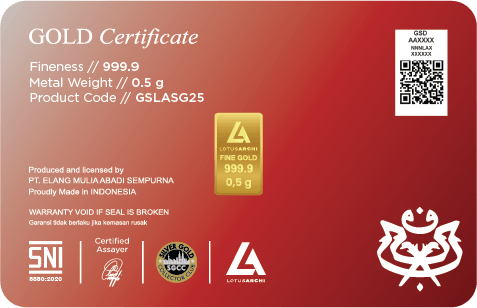 GOLD Certificate
Fineness // 999.9
Metal Weight // 0.5 g
Product Code // GSLASG25
GSD
AAXXXX
NNNLAX
XXXXXX
LOTUSARCHI
FINE GOLD
999.9
0,5 g
Produced and licensed by
PT. ELANG MULIA ABADI SEMPURNA
Proudly Made in INDONESIA
WARRANTY VOID IF SEAL IS BROKEN
Garansi tidak berlaku jika kemasan rusak
SNI
8880:2020
Certified
Assayer
SILVER GOLD
SGCC
COLLECTOR CLUB
LOTUSARCHI